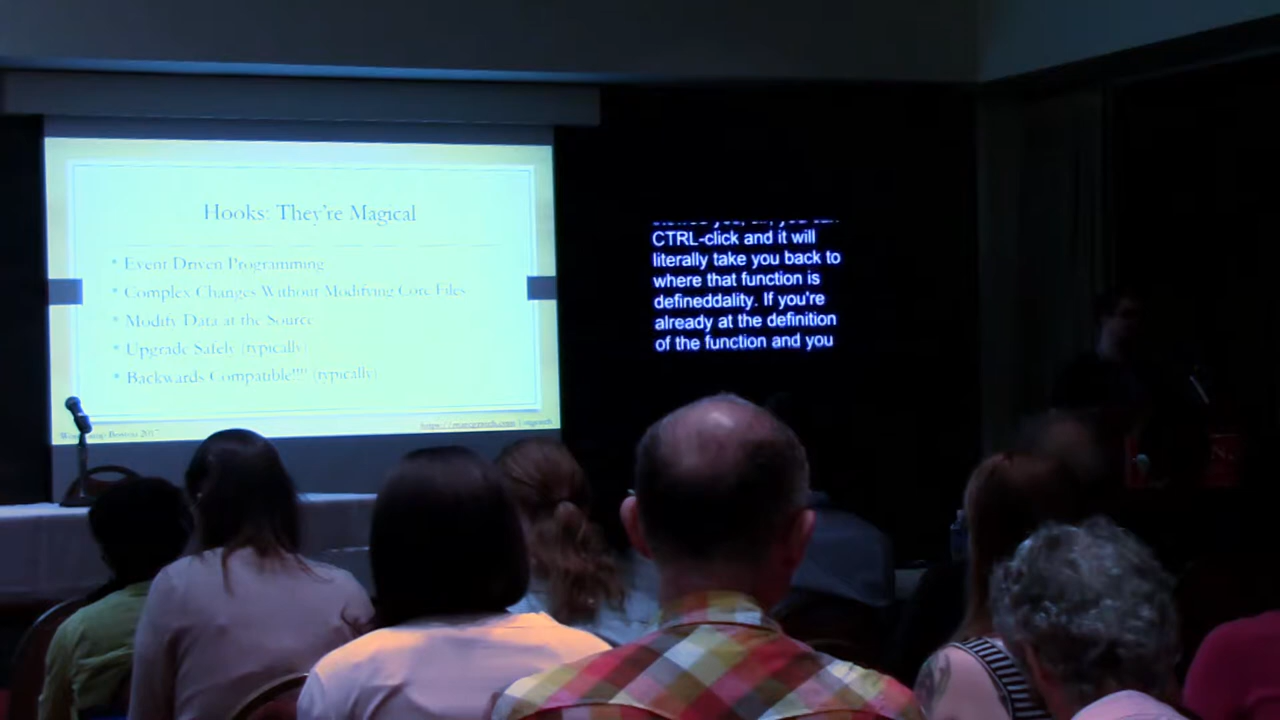 Hooks: They're Magical
* Event Driven Programming
* Complex Changes Without Modifying Core Files
* Modify Data at the Source
* Upgrade Safely (typically)
* Backwards Compatible!!!! (typically)
2017
CTRL-click and it will
literally take you back to
where that function is
defineddality. If you're
already at the definition
of the function and you